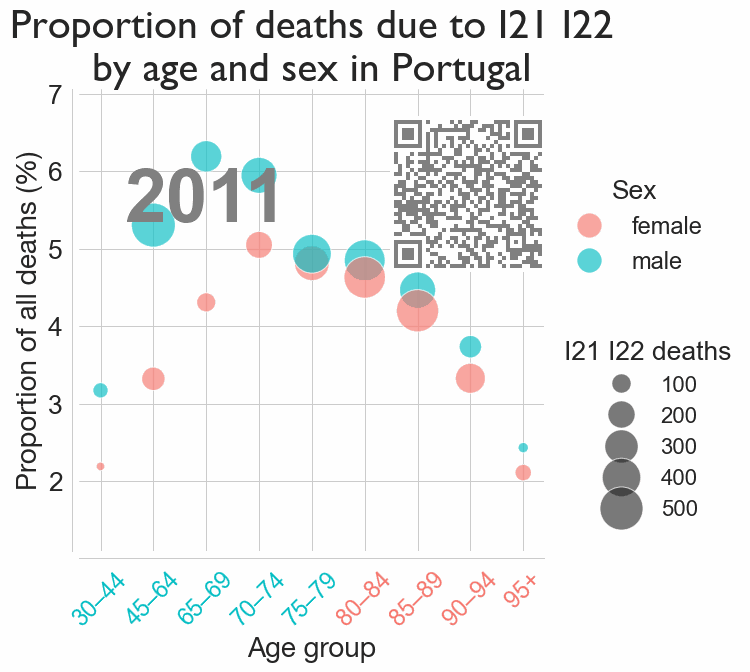 Proportion of deaths due to I21 I22
by age and sex in Portugal
Proportion of all deaths (%)
7
6
5
4
3
2
2011
30–44
45–64
65–69
70–74
75–79
80–84
85–89
90–94
95+
Age group
Sex
female
male
I21 I22 deaths
100
200
300
400
500